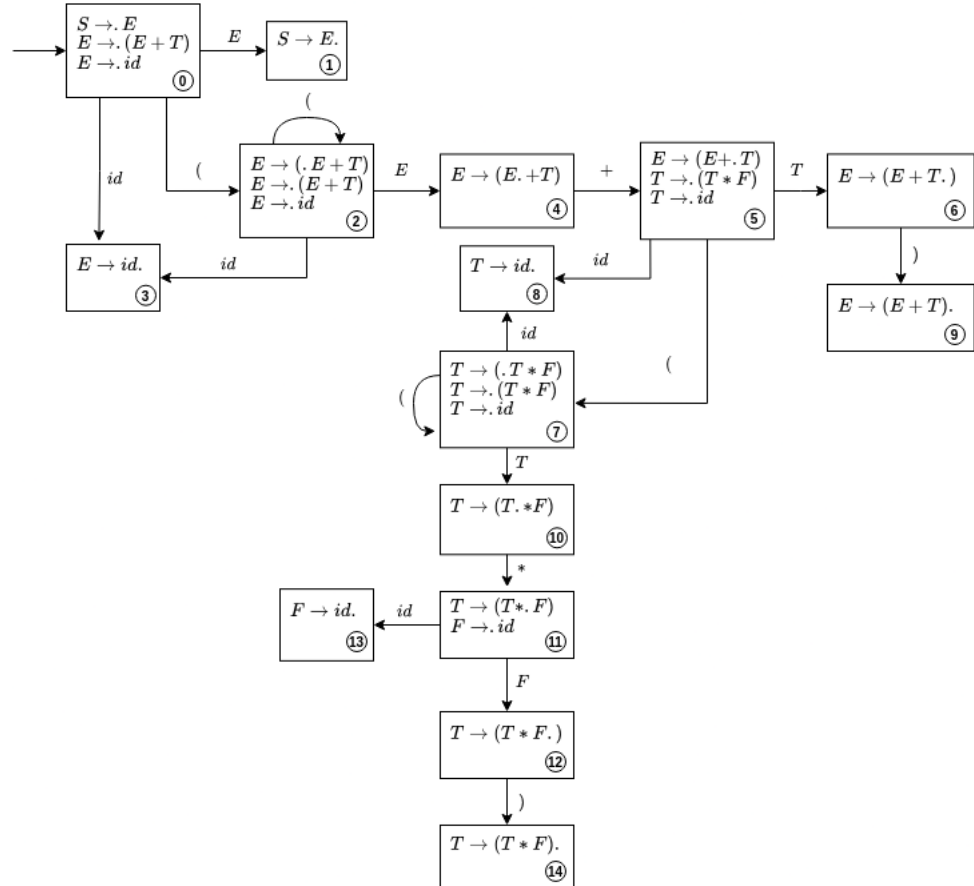 S →. E
E →. (E + T)
E →. id
0
E
S → E.
1
(
id
(
E → (. E + T)
E →. (E + T)
E →. id
2
E
E → (E. +T)
4
+
E → (E+. T)
T →. (T * F)
T →. id
5
T
E → (E + T. )
6
id
E → id.
3
T → id.
8
id
)
E → (E + T).
9
id
(
T → (. T * F)
T →. (T * F)
T →. id
7
(
T
T → (T. *F)
10
*
F → id.
13
id
T → (T*. F)
F →. id
11
F
T → (T * F. )
12
)
T → (T * F).
14